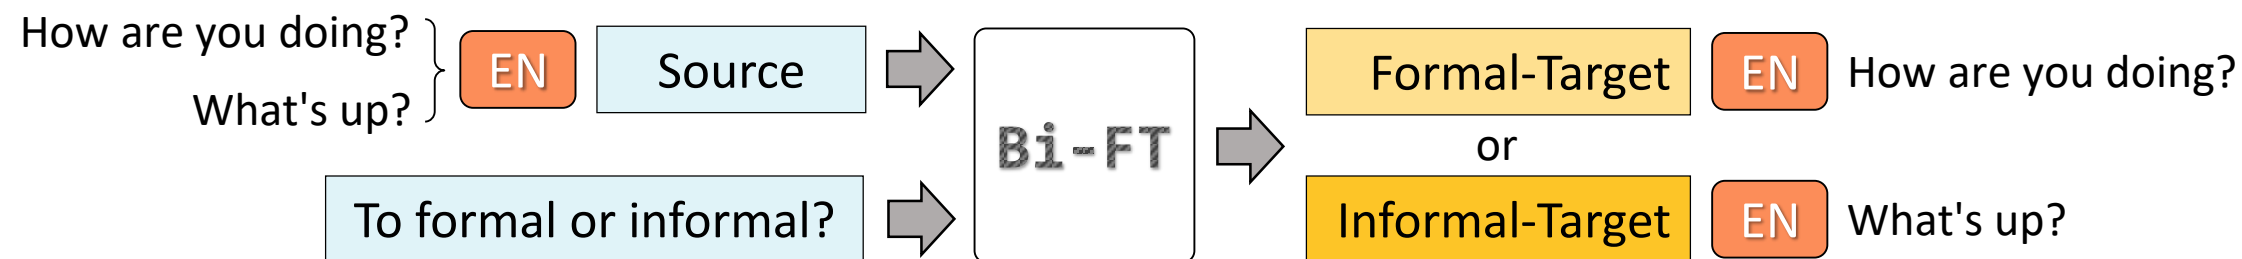 How are you doing?
What's up?
EN
Source
To formal or informal?
Bi-FT
Formal-Target
EN
How are you doing?
or
Informal-Target
EN
What's up?